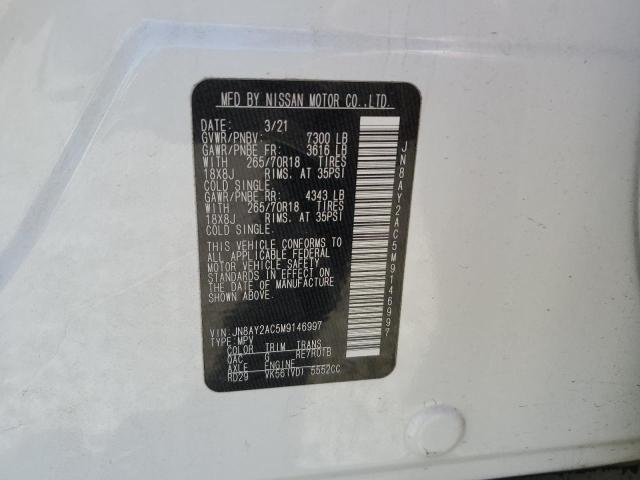 MFD BY NISSAN MOTOR CO.,LTD.
DATE: 3/21
GVWR/PNBV: 7300 LB
GAWR/PNBE FR: 3616 LB
WITH 265/70R18 TIRES
18X8J RIMS. AT 35PSI
COLD SINGLE.
GAWR/PNBE RR: 4343 LB
WITH 265/70R18 TIRES
18X8J RIMS. AT 35PSI
COLD SINGLE.
THIS VEHICLE CONFORMS TO
ALL APPLICABLE FEDERAL
MOTOR VEHICLE SAFETY
STANDARDS IN EFFECT ON
THE DATE OF MANUFACTURE
SHOWN ABOVE.
VIN:JN8AY2AC5M9146997
TYPE:MPV
COLOR TRIM TRANS
QAC G RE7R01B
AXLE ENGINE
RD29 VK56(VD) 5552CC
JN8AY2AC5M9146997